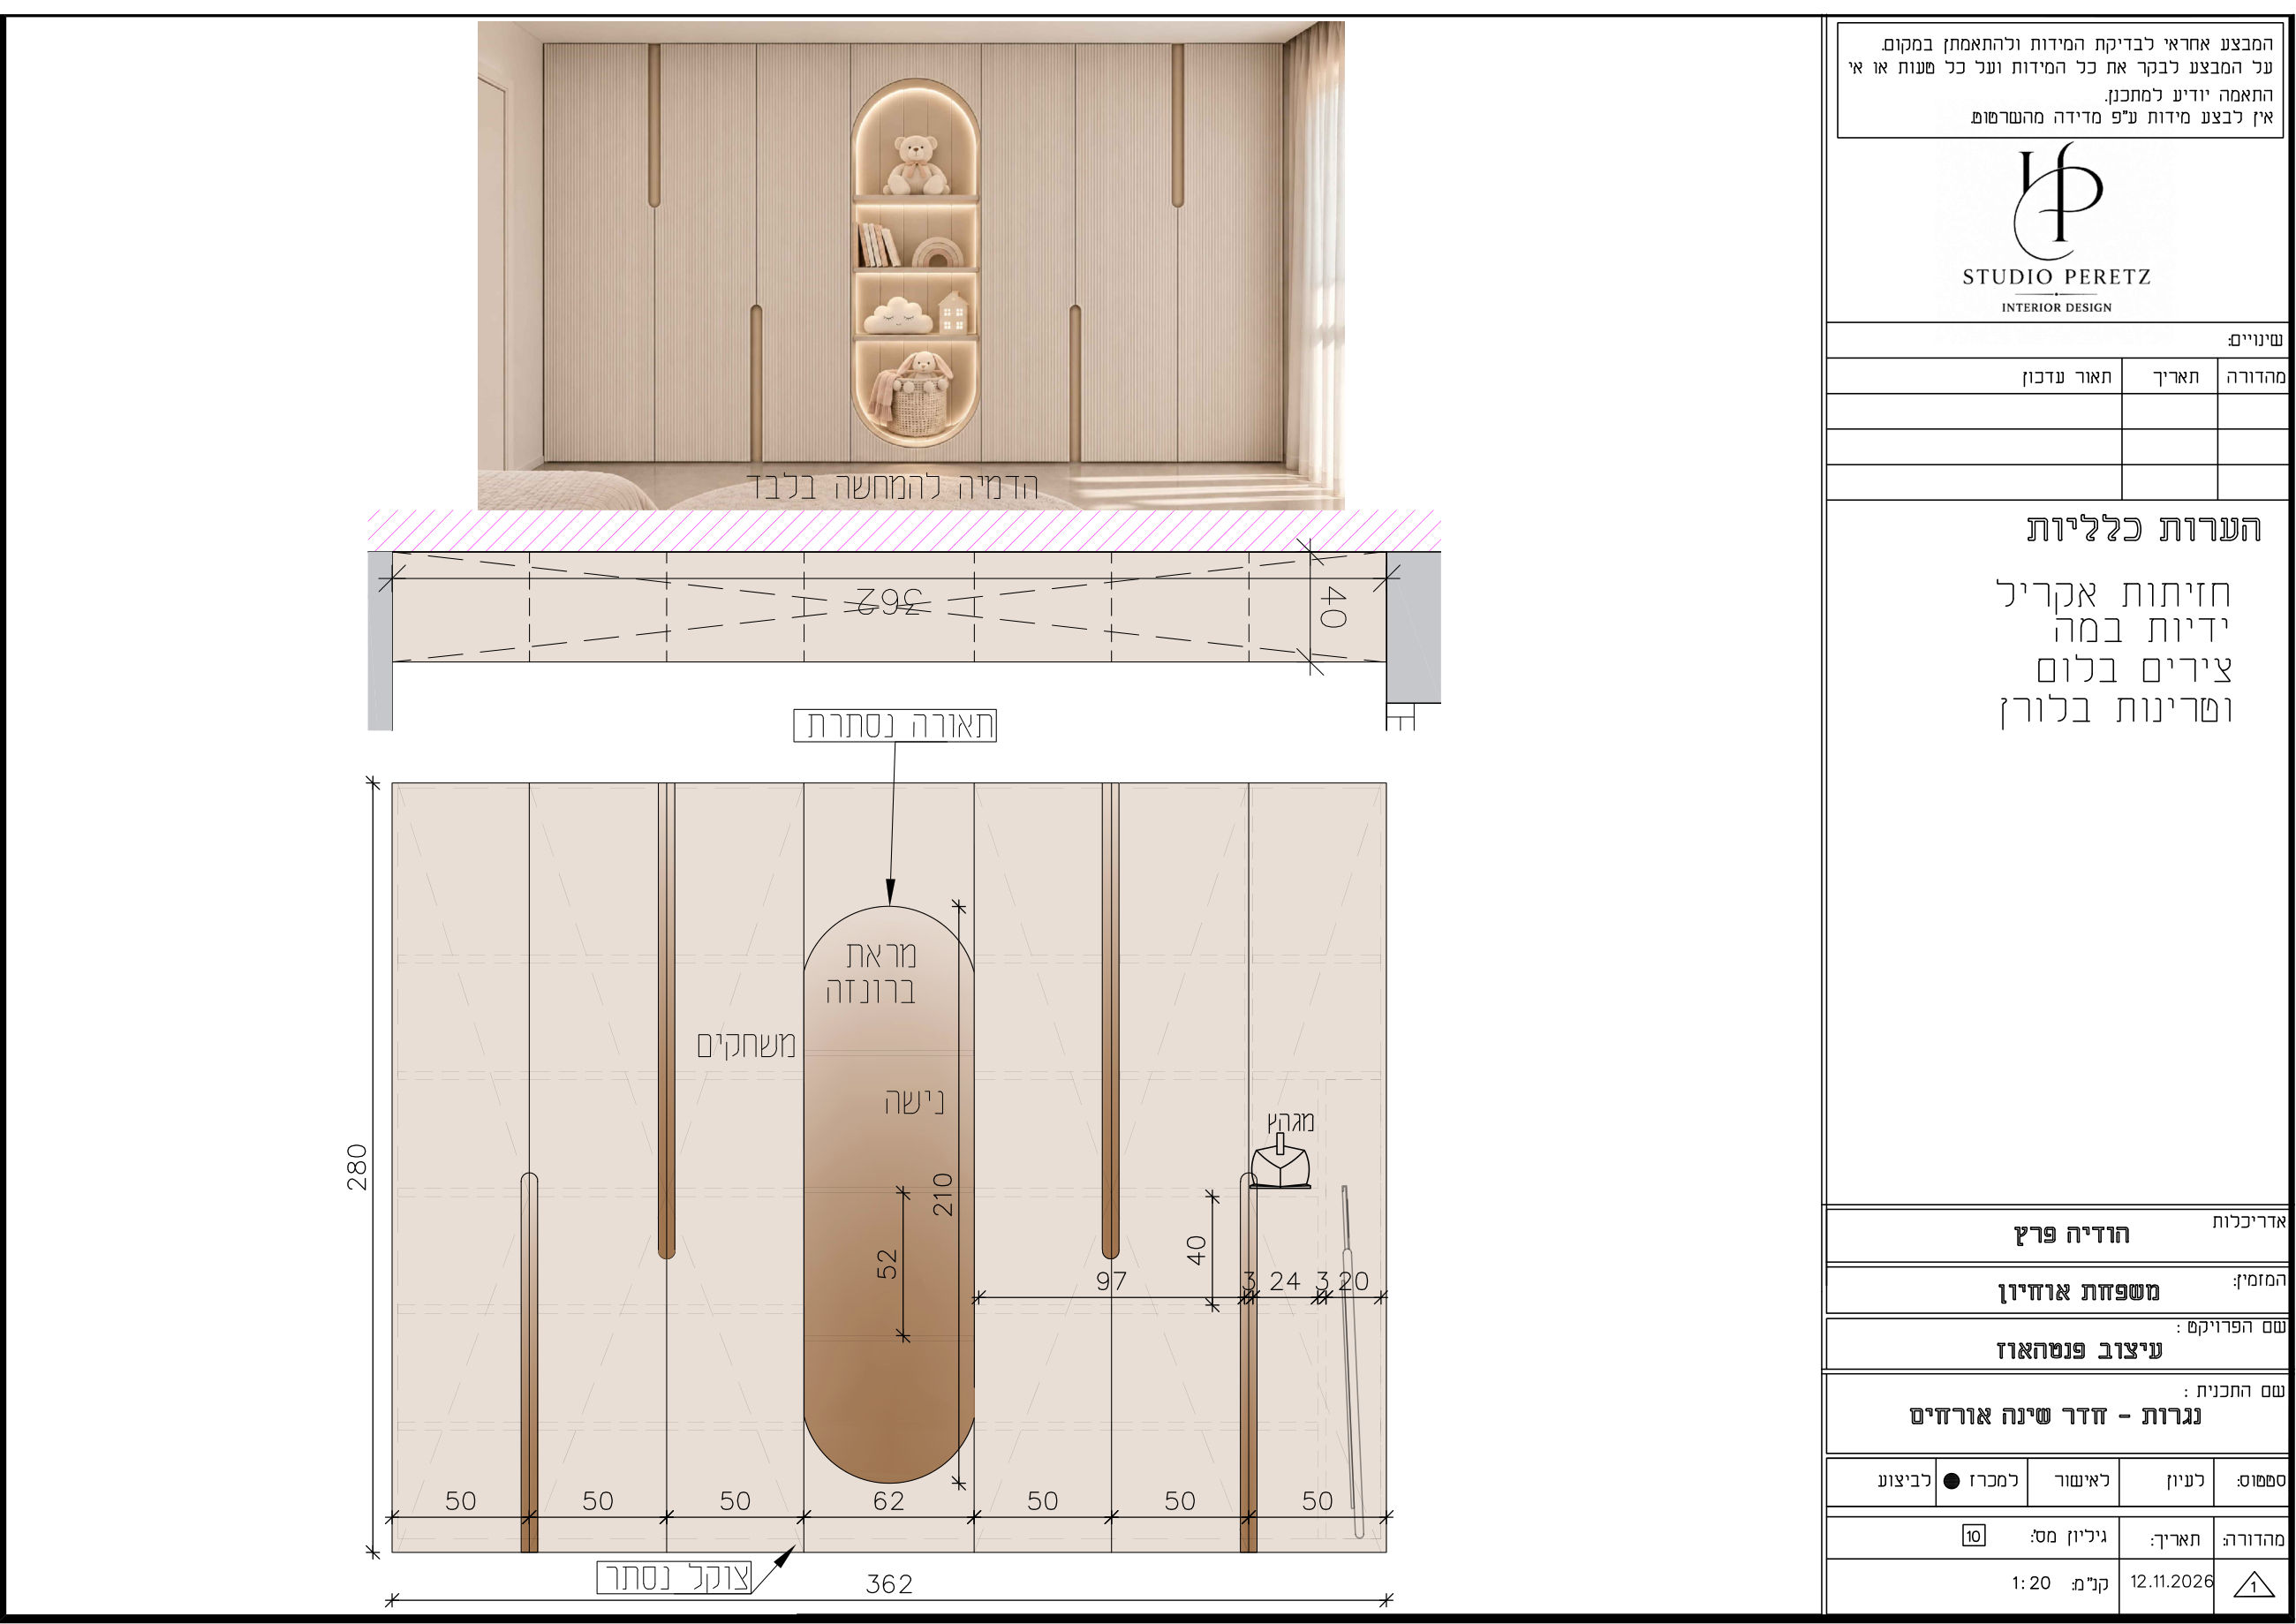 המבצע אחראי לבדיקת המידות ולהתאמתן במקום.
על המבצע לבקר את כל המידות ועל כל טעות או אי
התאמה יודיע למתכנן.
אין לבצע מידות ע"פ מדידה מהשרטוט.
STUDIO PERETZ
INTERIOR DESIGN
שינויים:
מהדורה תאריך תאור עדכון
הערות כלליות
חזיתות אקריל
ידיות במה
צירים בלום
וטרינות בלורן
אדריכלות
הודיה פרץ
המזמין:
משפחת אוחיון
שם הפרויקט :
עיצוב פנטהאוז
שם התכנית :
נגרות - חדר שינה אורחים
סטטוס: לעיון לאישור למכרז לביצוע
מהדורה: תאריך: גיליון מס': 10
1 12.11.2026 קנ"מ: 1:20
הדמיה להמחשה בלבד
362
40
תאורה נסתרת
מראת
ברונזה
משחקים
נישה
מגהץ
280
210
52
40
97 3 24 3 20
50 50 50 62 50 50 50
צוקל נסתר
362